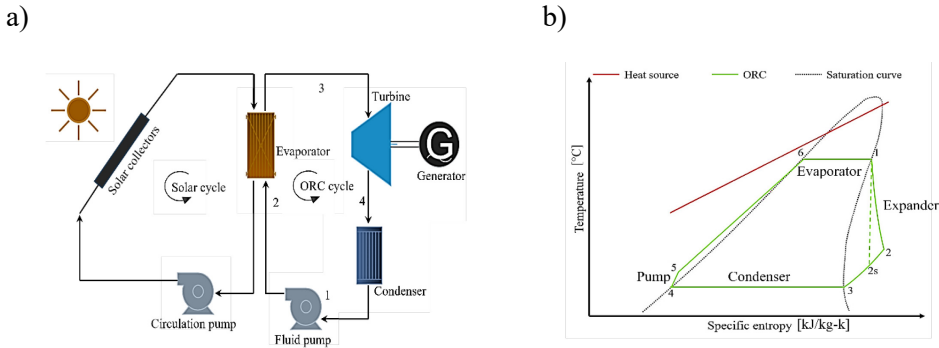 a)
b)
Solar collectors
Solar cycle
Evaporator
2
3
ORC cycle
Turbine
G
Generator
4
Condenser
1
Fluid pump
Circulation pump
Heat source
ORC
Saturation curve
Temperature [°C]
6
1
Evaporator
Expander
2
2s
5
Pump
4
Condenser
3
Specific entropy [kJ/kg-k]